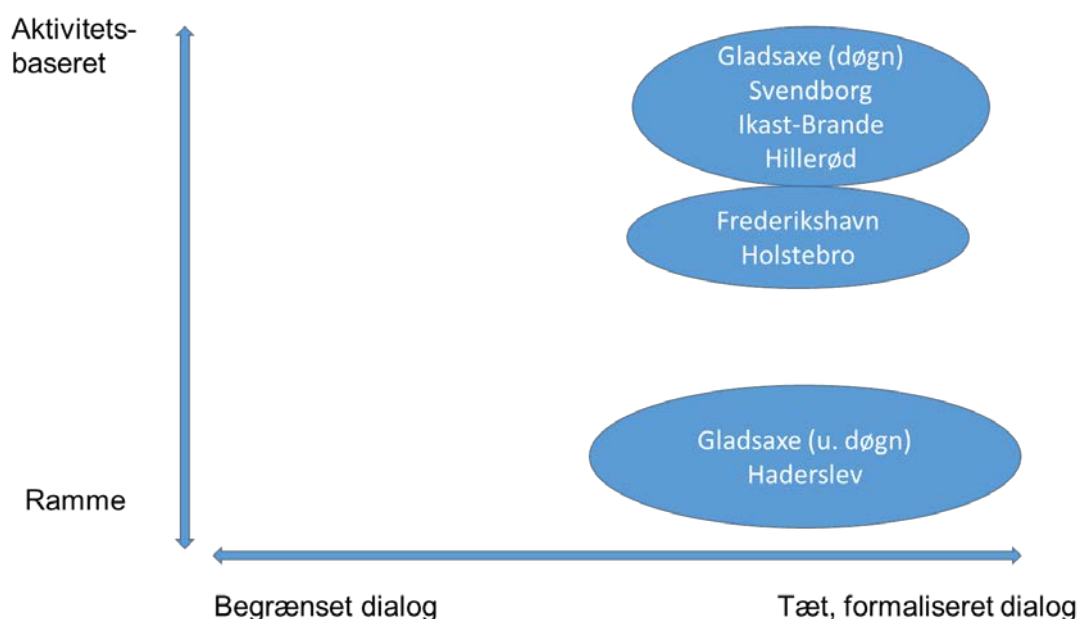 Aktivitets-
baseret
Gladsaxe (døgn)
Svendborg
Ikast-Brande
Hillerød
Frederikshavn
Holstebro
Gladsaxe (u. døgn)
Haderslev
Ramme
Begrænset dialog
Tæt, formaliseret dialog